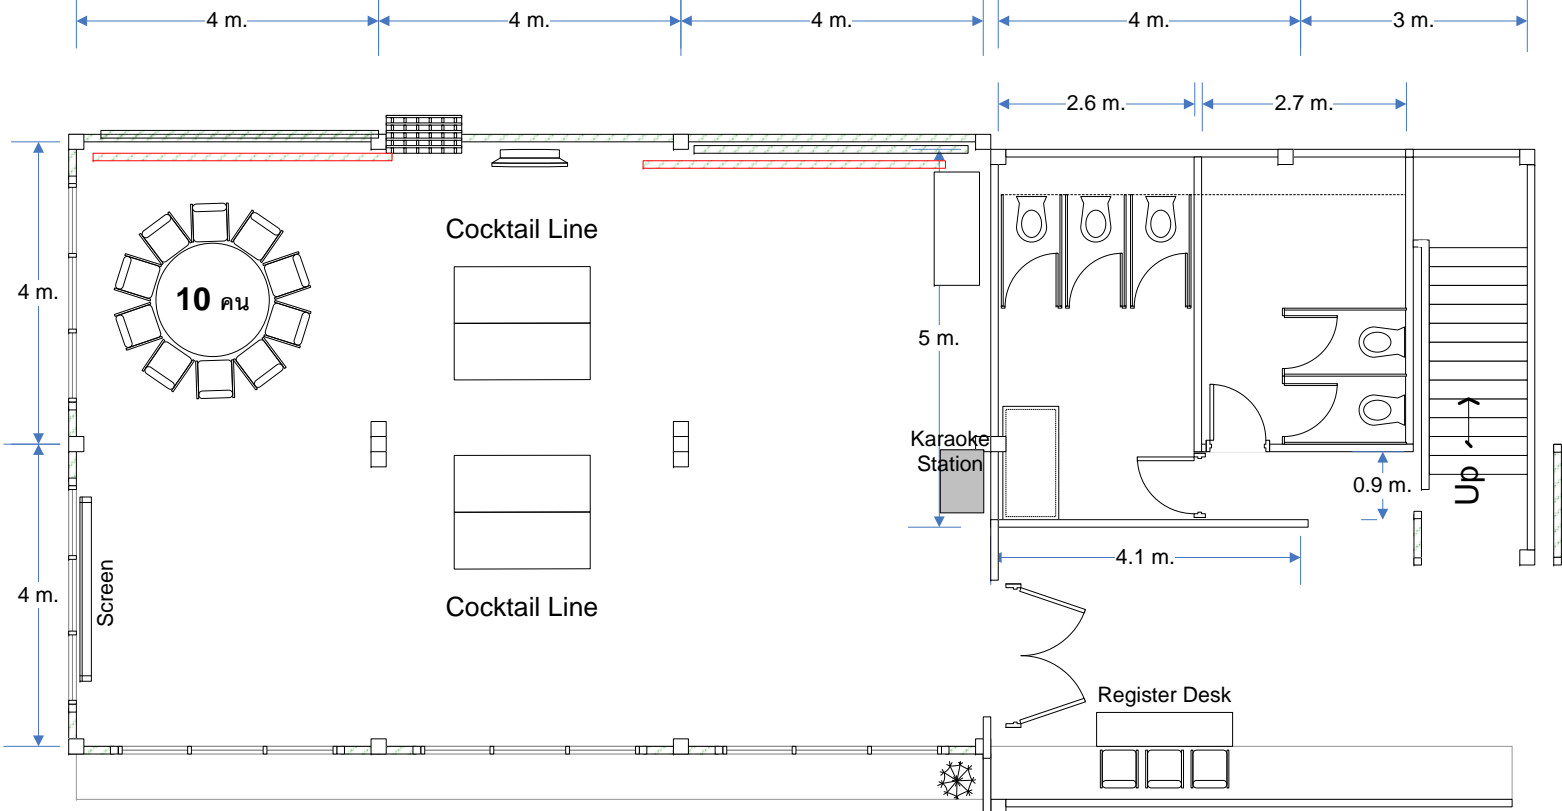 4 m.
4 m.
4 m.
4 m.
3 m.
2.6 m.
2.7 m.
Cocktail Line
4 m.
10 คน
5 m.
Karaoke
Station
0.9 m.
Up
4.1 m.
4 m.
Screen
Cocktail Line
Register Desk